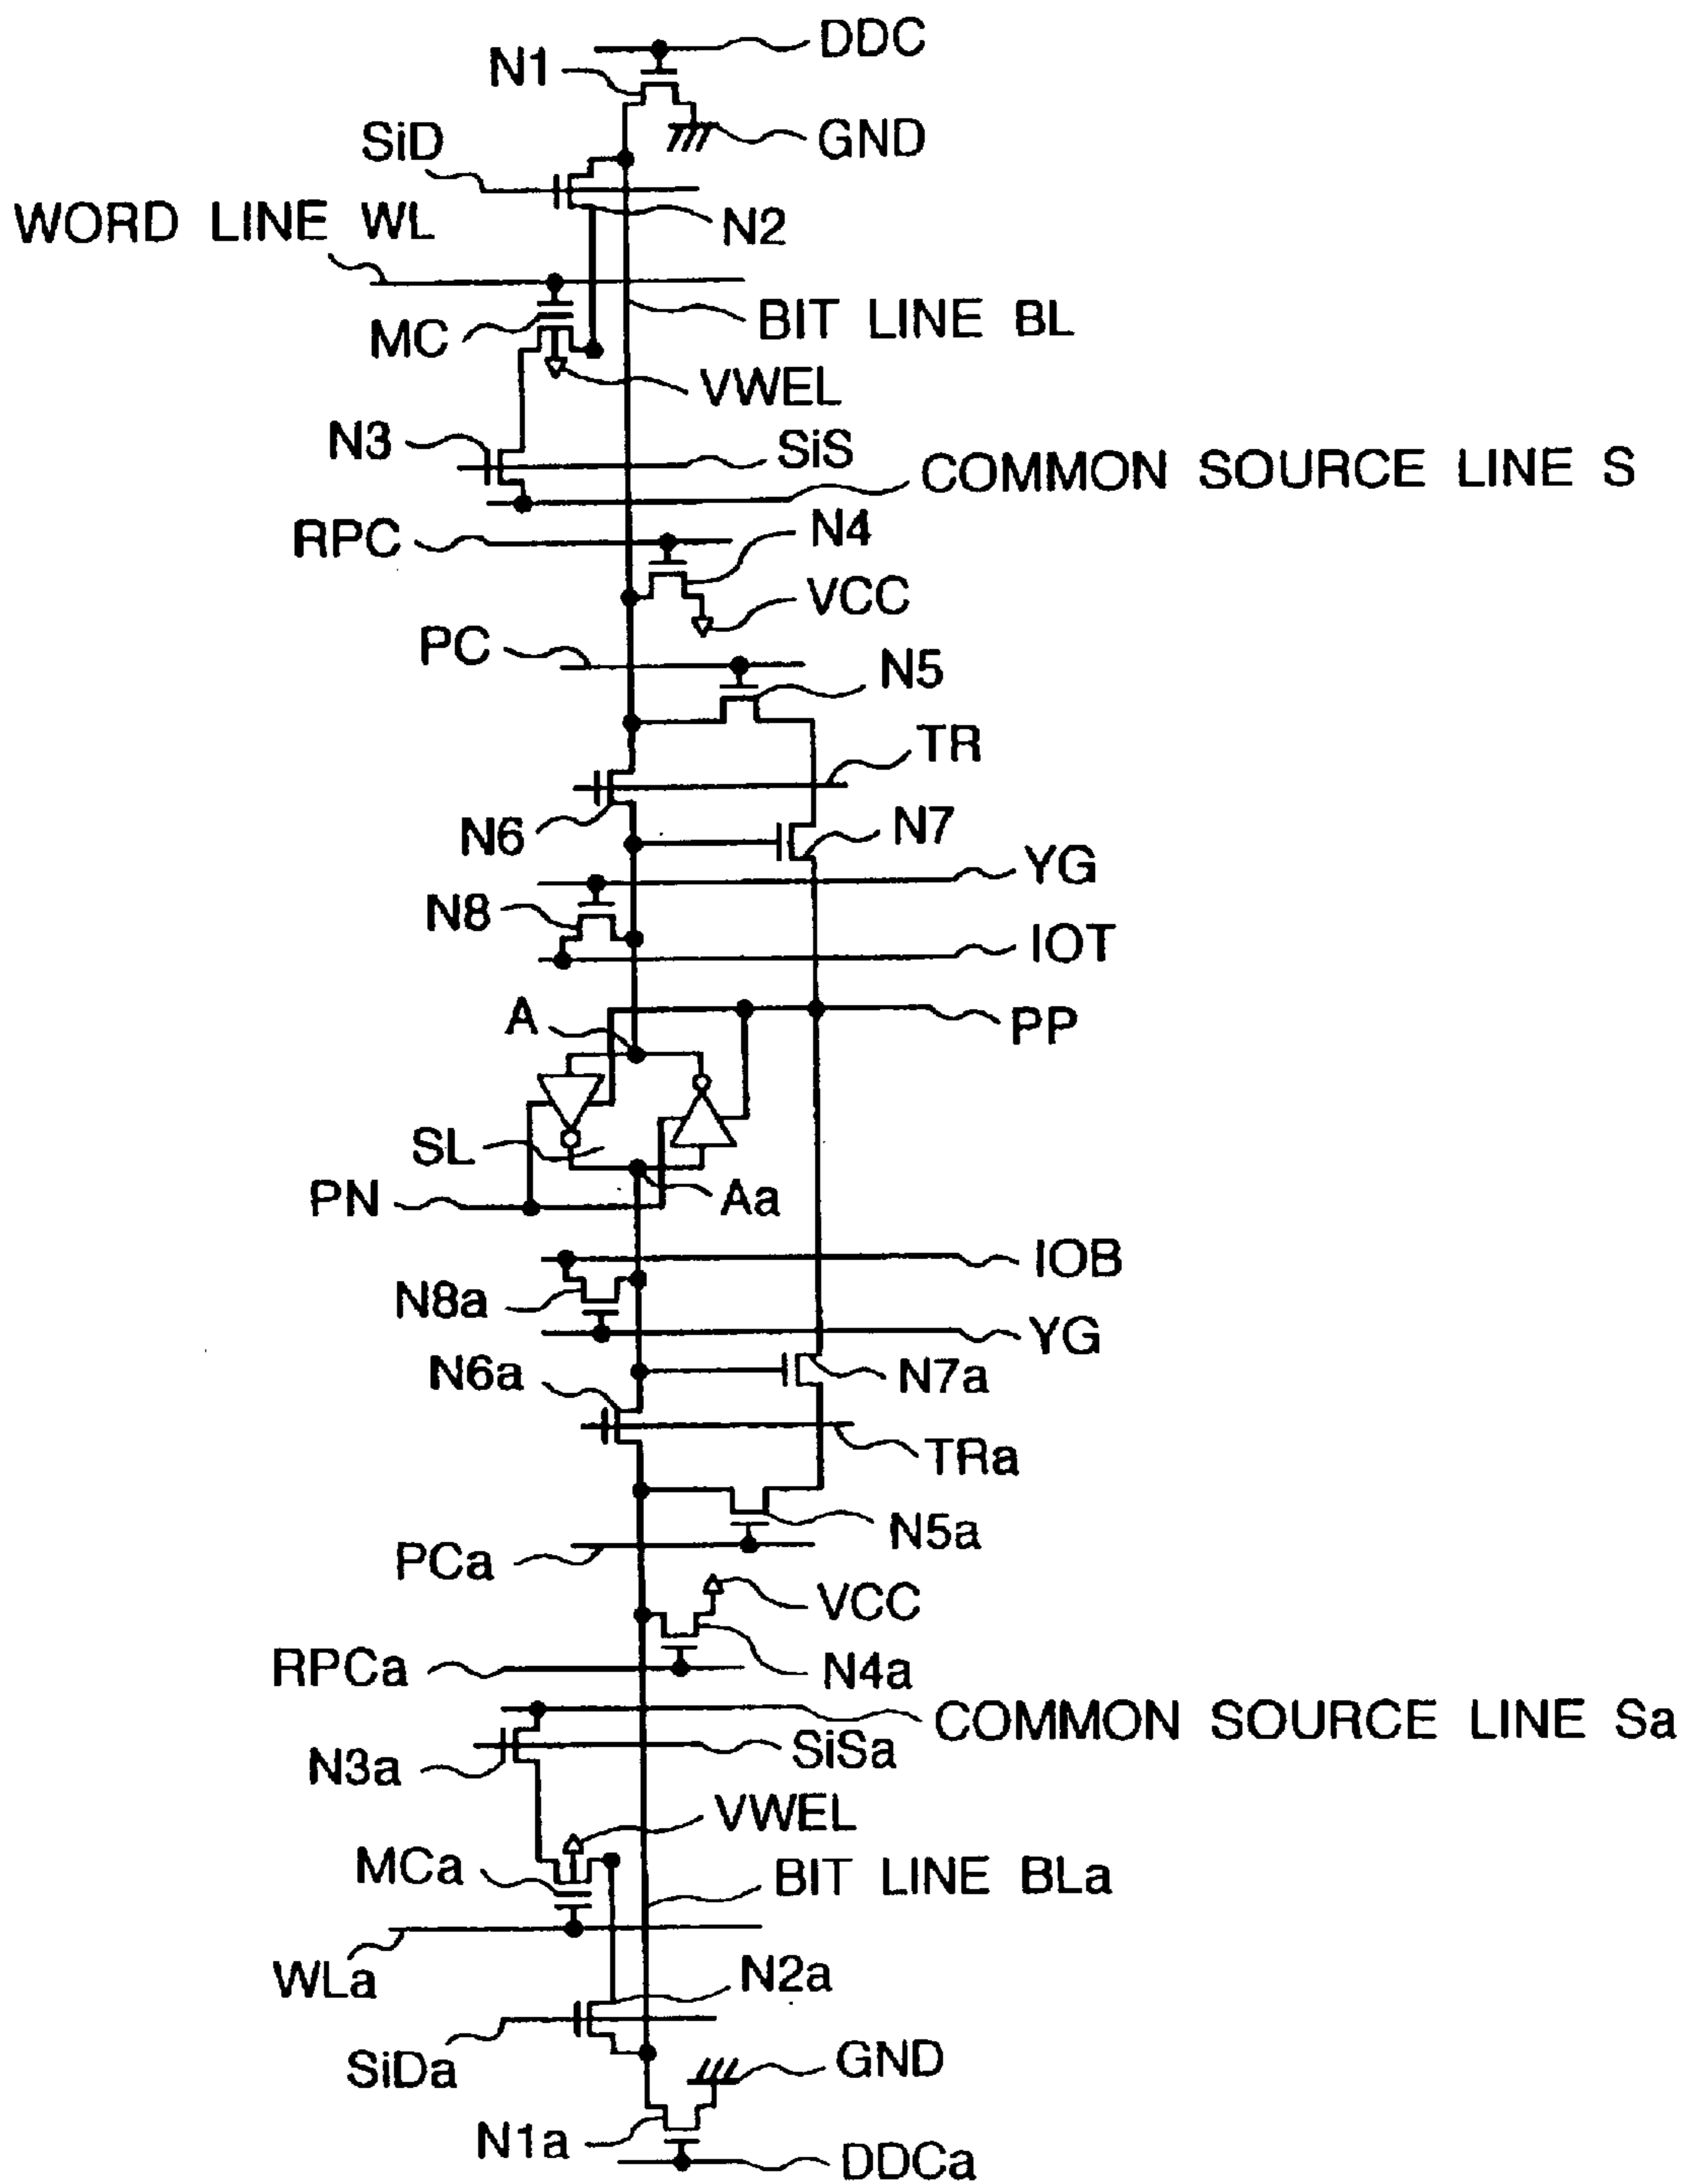 DDC
N1
GND
SiD
N2
WORD LINE WL
BIT LINE BL
MC
VWEL
N3
SiS
COMMON SOURCE LINE S
RPC
N4
VCC
PC
N5
TR
N6
N7
YG
N8
IOT
A
PP
SL
PN
Aa
IOB
N8a
YG
N6a
N7a
TRa
N5a
PCa
VCC
RPCa
N4a
COMMON SOURCE LINE Sa
SiSa
N3a
VWEL
MCa
BIT LINE BLa
WLa
N2a
SiDa
GND
N1a
DDCa